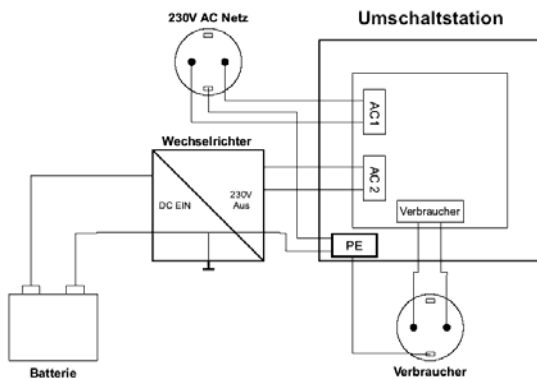 230V AC Netz
Umschaltstation
AC1
Wechselrichter
DC EIN
230V
Aus
AC 2
Verbraucher
PE
Batterie
Verbraucher